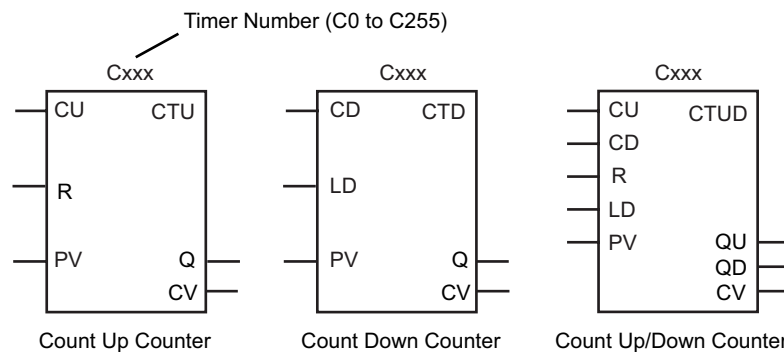 Timer Number (C0 to C255)
Cxxx
CU CTU
R
PV Q
CV
Count Up Counter
Cxxx
CD CTD
LD
PV Q
CV
Count Down Counter
Cxxx
CU CTUD
CD
R
LD
PV QU
QD
CV
Count Up/Down Counter